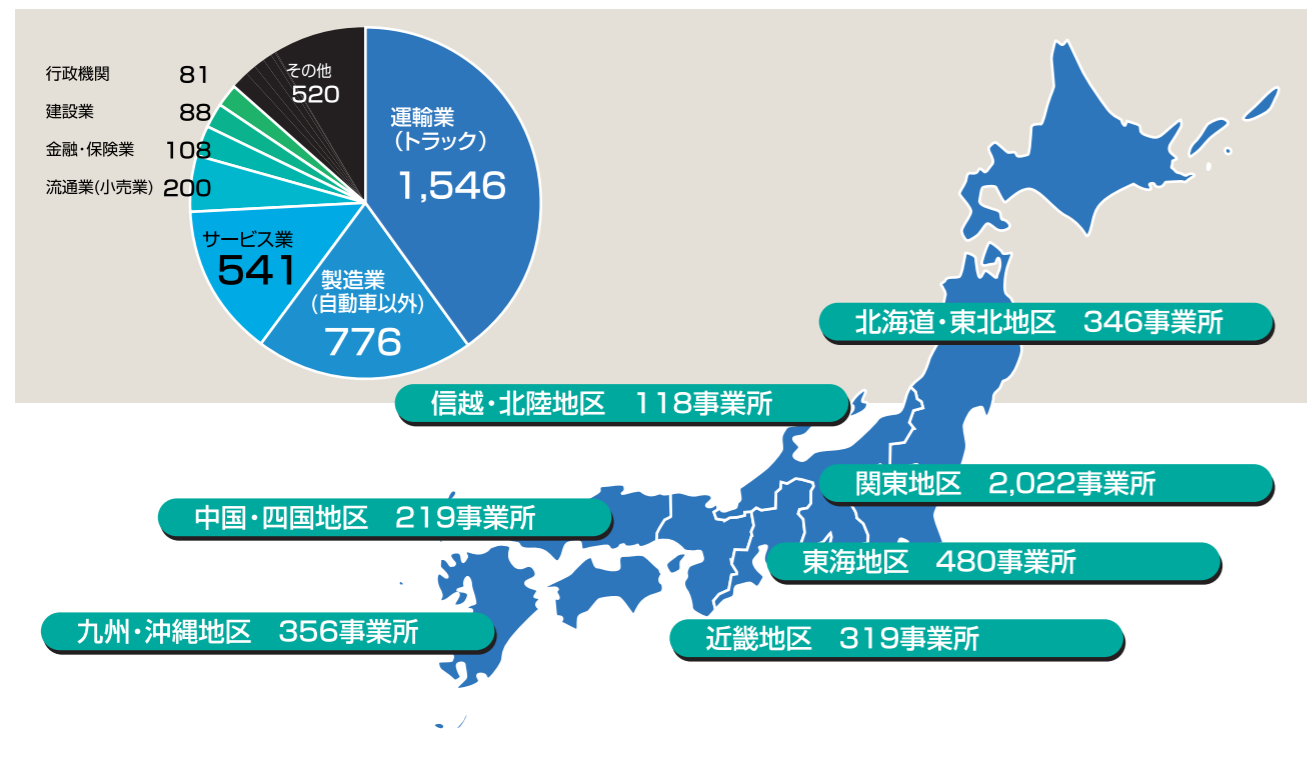 行政機関 81
建設業 88
金融・保険業 108
流通業(小売業) 200
その他
520
運輸業
(トラック)
1,546
サービス業
541
製造業
(自動車以外)
776
北海道・東北地区 346事業所
信越・北陸地区 118事業所
関東地区 2,022事業所
中国・四国地区 219事業所
東海地区 480事業所
九州・沖縄地区 356事業所
近畿地区 319事業所